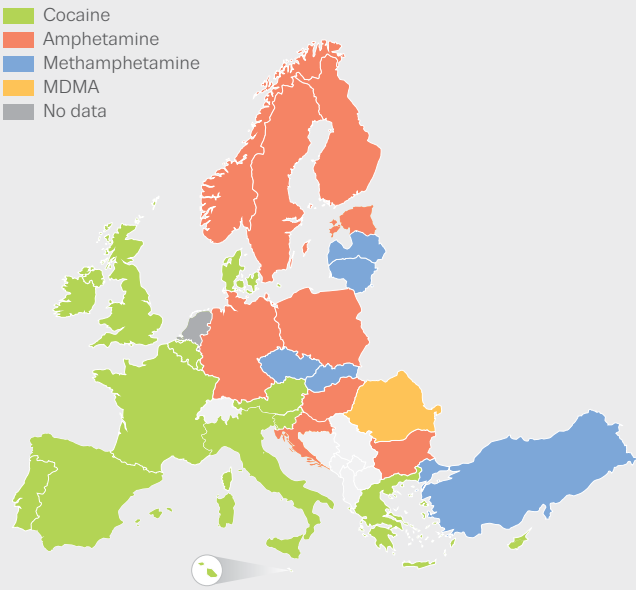 Cocaine
Amphetamine
Methamphetamine
MDMA
No data